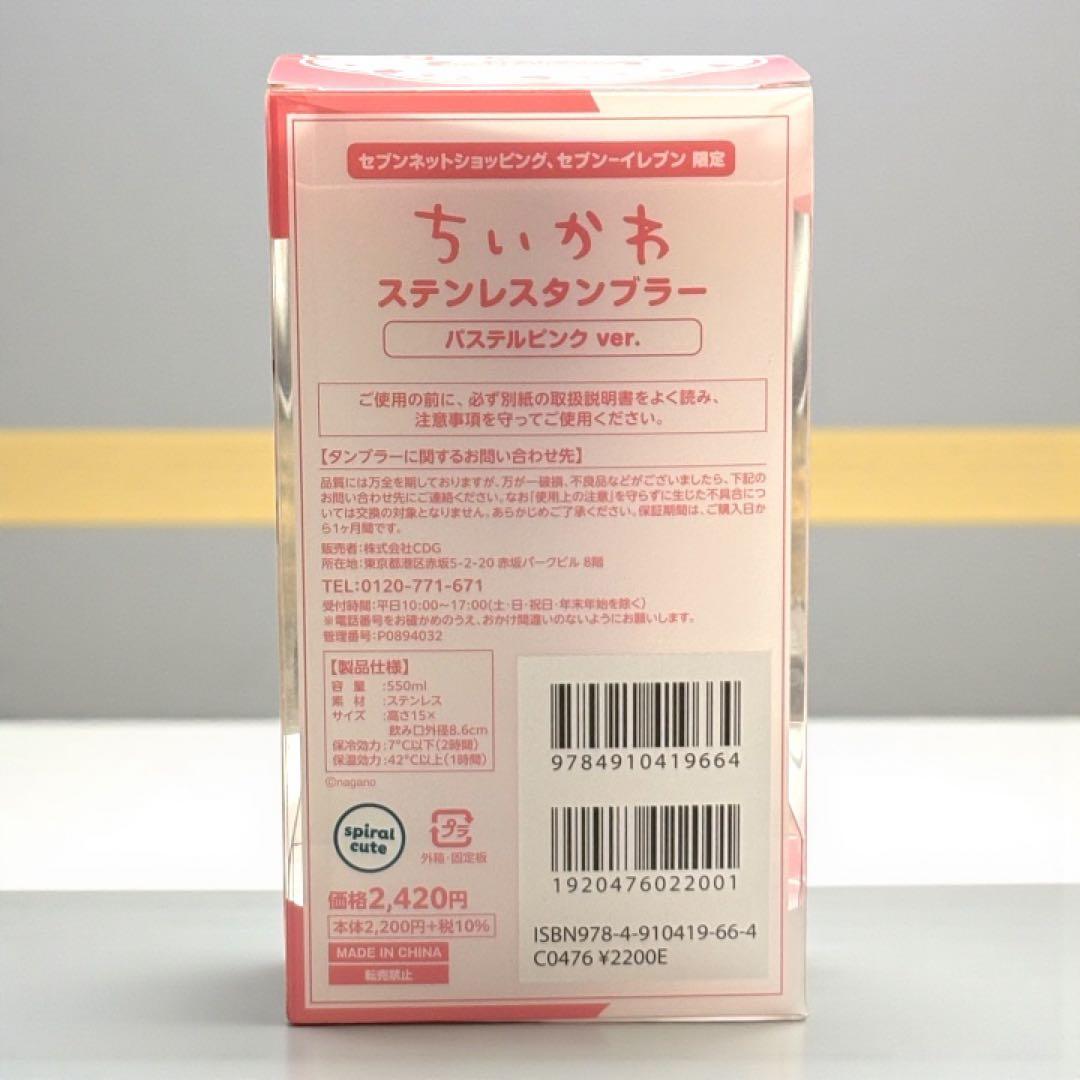 セブンネットショッピング、セブン-イレブン 限定
ちいかわ
ステンレスタンブラー
パステルピンク ver.
ご使用の前に、必ず別紙の取扱説明書をよく読み、
注意事項を守ってご使用ください。
【タンブラーに関するお問い合わせ先】
品質には万全を期しておりますが、万が一破損、不良品などがございましたら、下記の
お問い合わせ先にご連絡ください。なお「使用上の注意」を守らずに生じた不具合につ
いては交換の対象となりません。あらかじめご了承ください。保証期間は、ご購入日か
ら1ヶ月間です。
販売者:株式会社CDG
所在地:東京都港区赤坂5-2-20 赤坂パークビル 8階
TEL:0120-771-671
受付時間:平日10:00〜17:00(土・日・祝日・年末年始を除く)
※電話番号をお確かめのうえ、おかけ間違いのないようにお願いします。
管理番号:P0894032
【製品仕様】
容 量 :550ml
素 材 :ステンレス
サイズ :高さ15×
飲み口外径8.6cm
保冷効力:7℃以下(2時間)
保温効力:42℃以上(1時間)
©nagano
spiral
cute
プラ
外箱・固定板
価格2,420円
本体2,200円+税10%
MADE IN CHINA
転売禁止
9784910419664
1920476022001
ISBN978-4-910419-66-4
C0476 ¥2200E